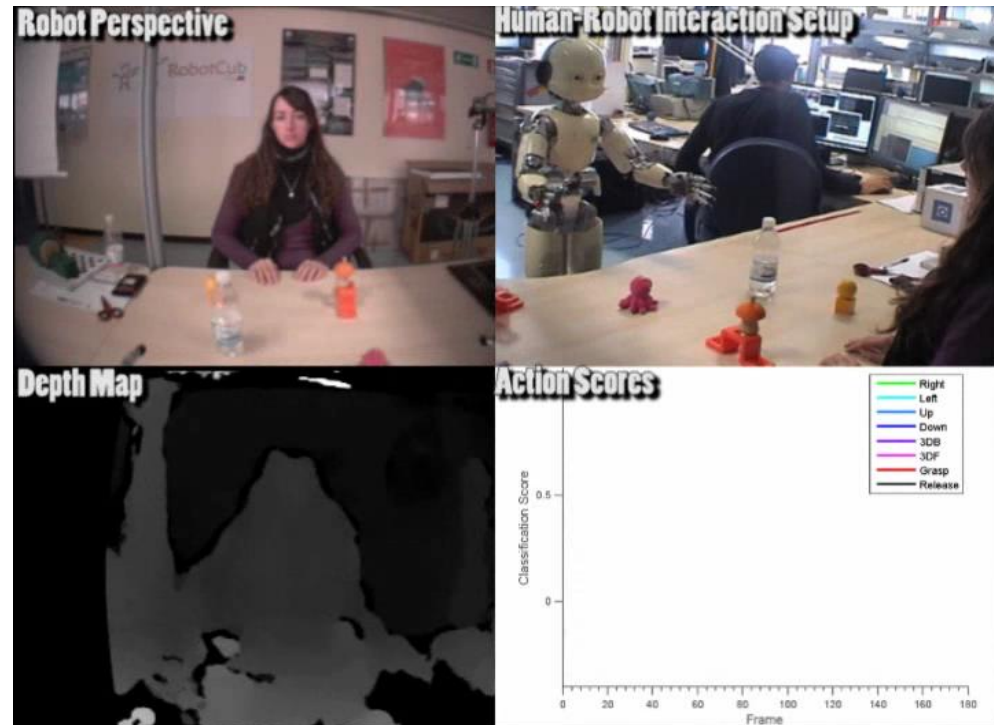 Robot Perspective
RobotCub
Human-Robot Interaction Setup
Depth Map
Action Scores
Right
Left
Up
Down
3DB
3DF
Grasp
Release
0.5
0
Classification Score
0 20 40 60 80 100 120 140 160 180
Frame